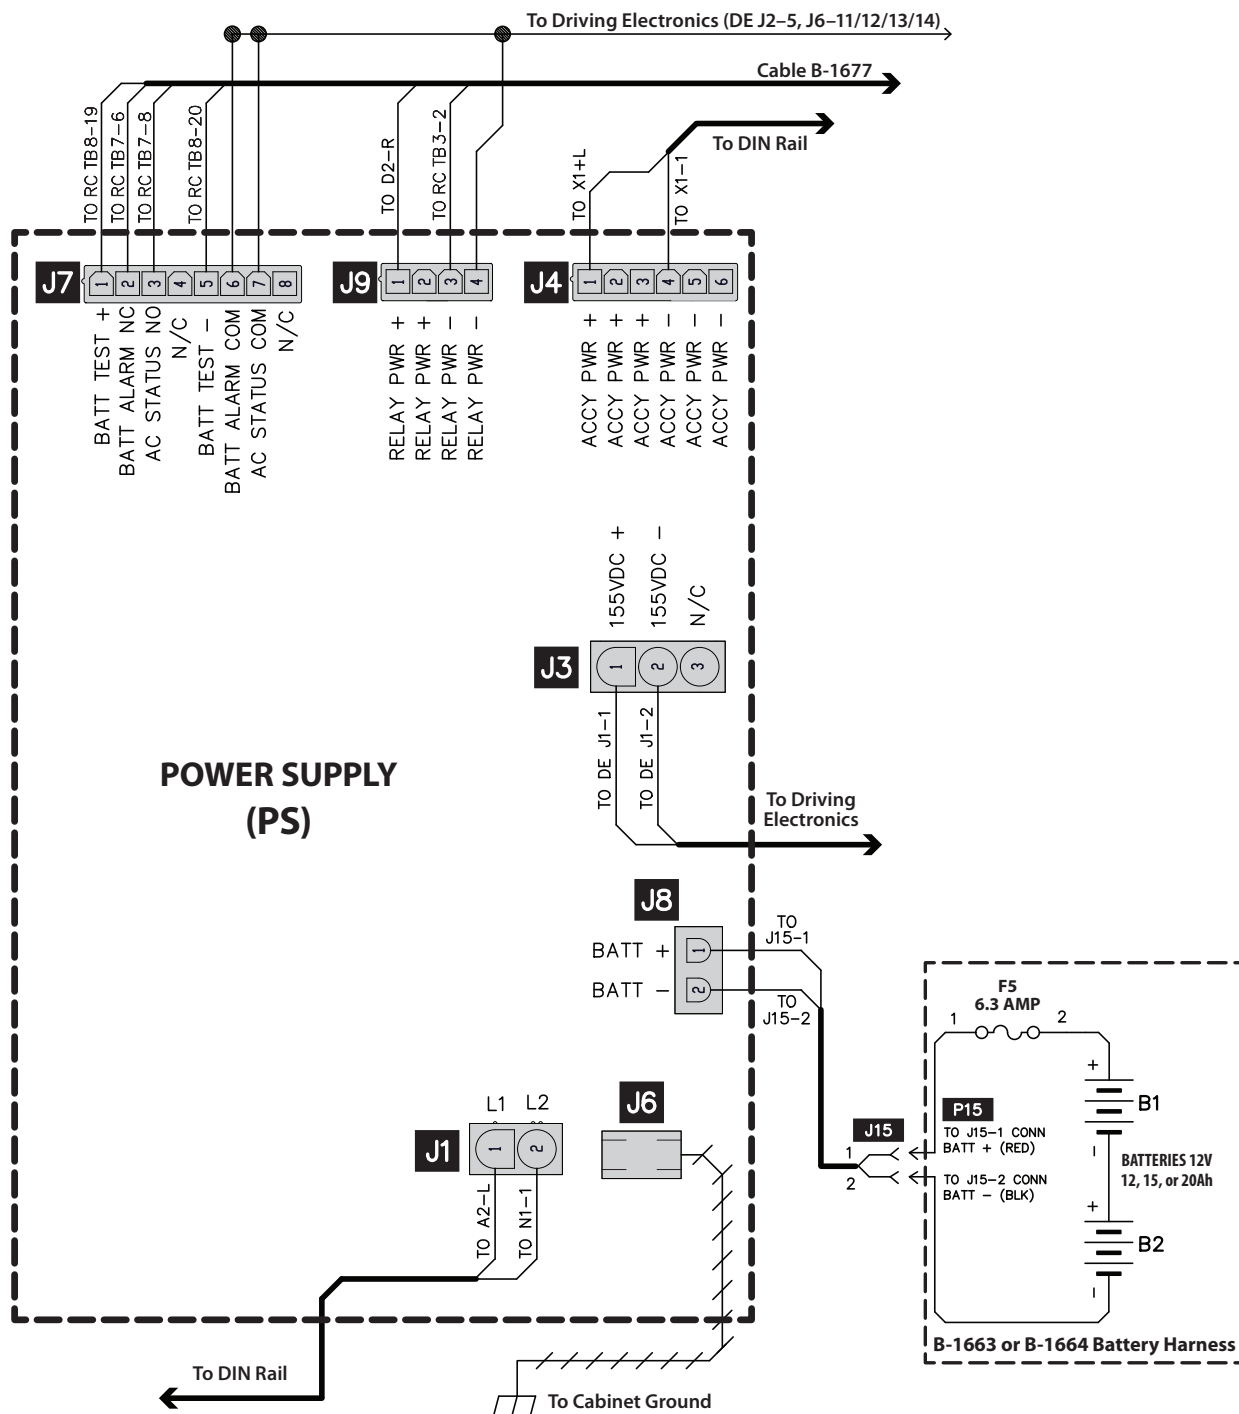 To Driving Electronics (DE J2–5, J6–11/12/13/14)
Cable B-1677
To DIN Rail
TO RC TB8-19
TO RC TB7-6
TO RC TB7-8
TO RC TB8-20
TO D2-R
TO RC TB3-2
TO X1+L
TO X1-1
J7
1
2
3
4
5
6
7
8
J9
1
2
3
4
J4
1
2
3
4
5
6
BATT TEST +
BATT ALARM NC
AC STATUS NO
N/C
BATT TEST -
BATT ALARM COM
AC STATUS COM
N/C
RELAY PWR +
RELAY PWR +
RELAY PWR -
RELAY PWR -
ACCY PWR +
ACCY PWR +
ACCY PWR +
ACCY PWR -
ACCY PWR -
ACCY PWR -
155VDC +
155VDC -
N/C
J3
1
2
3
TO DE J1-1
TO DE J1-2
POWER SUPPLY
(PS)
To Driving
Electronics
J8
BATT +
1
BATT -
2
TO
J15-1
TO
J15-2
F5
6.3 AMP
1
2
+
B1
-
BATTERIES 12V
12, 15, or 20Ah
+
B2
-
J15
1
2
P15
TO J15-1 CONN
BATT + (RED)
TO J15-2 CONN
BATT - (BLK)
B-1663 or B-1664 Battery Harness
L1
L2
J1
1
2
J6
TO A2-L
TO N1-1
To DIN Rail
To Cabinet Ground